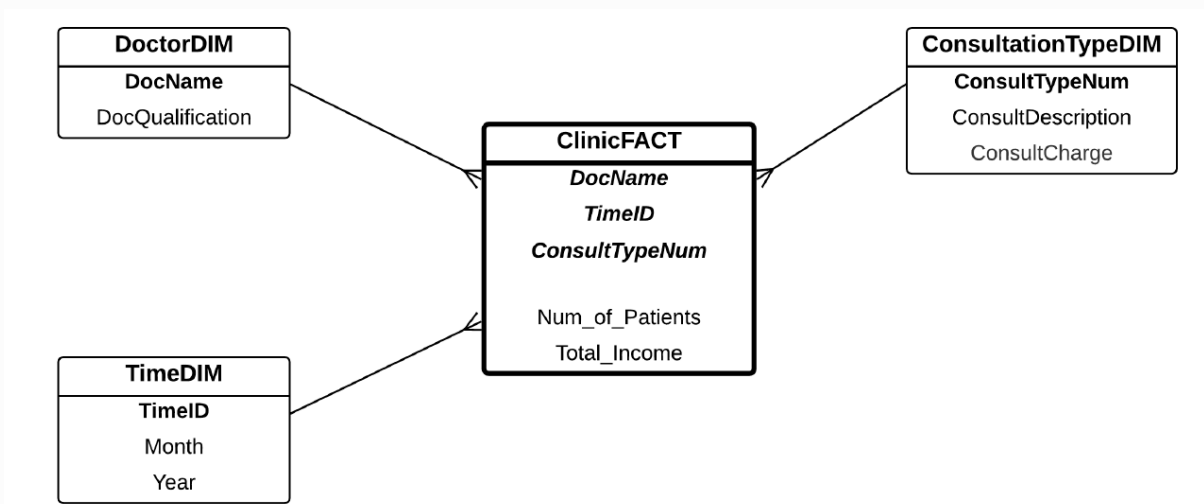 DoctorDIM
DocName
DocQualification
ConsultationTypeDIM
ConsultTypeNum
ConsultDescription
ConsultCharge
ClinicFACT
DocName
TimeID
ConsultTypeNum
Num_of_Patients
Total_Income
TimeDIM
TimeID
Month
Year